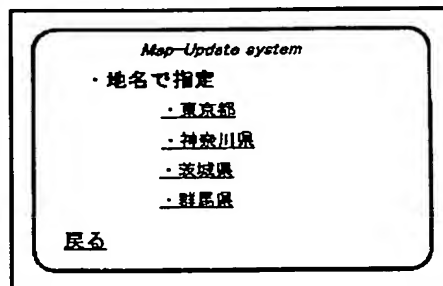 Map-Update system
・地名で指定
・東京都
・神奈川県
・茨城県
・群馬県
戻る